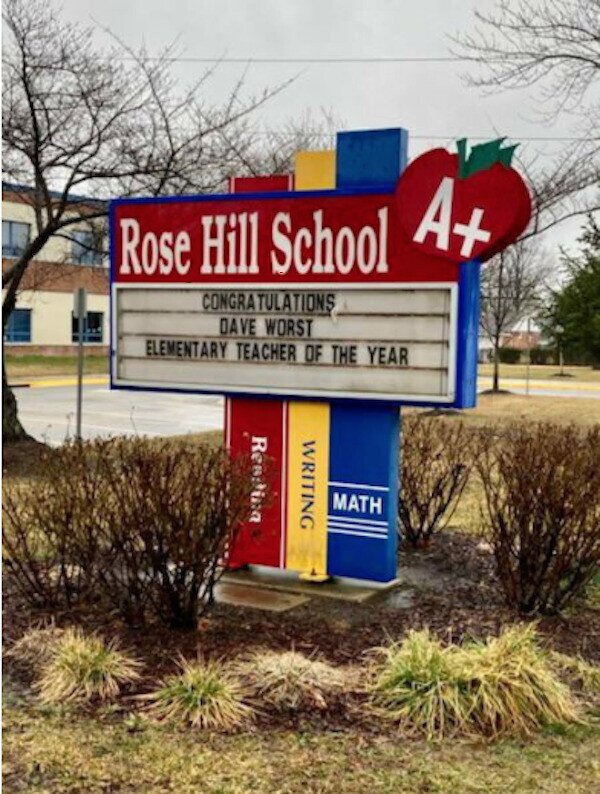 A+
Rose Hill School
CONGRATULATIONS
DAVE WORST
ELEMENTARY TEACHER OF THE YEAR
Reading
WRITING
MATH